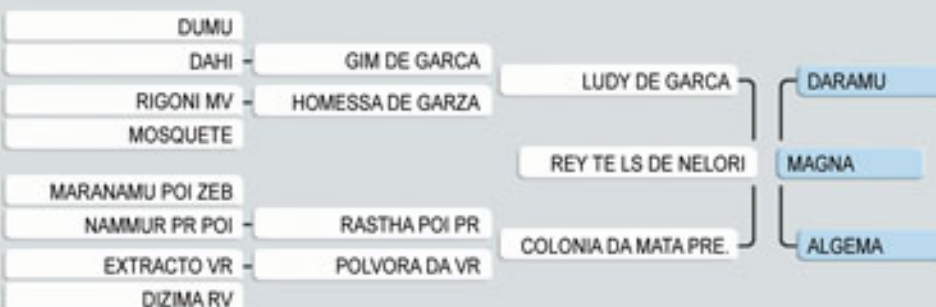 DUMU
DAHI
GIM DE GARCA
LUDY DE GARCA
DARAMU
RIGONI MV
HOMESSA DE GARZA
MOSQUETE
REY TE LS DE NELORI
MAGNA
MARANAMU POI ZEB
NAMMUR PR POI
RASTHA POI PR
COLONIA DA MATA PRE.
ALGEMA
EXTRACTO VR
POLVORA DA VR
DIZIMA RV